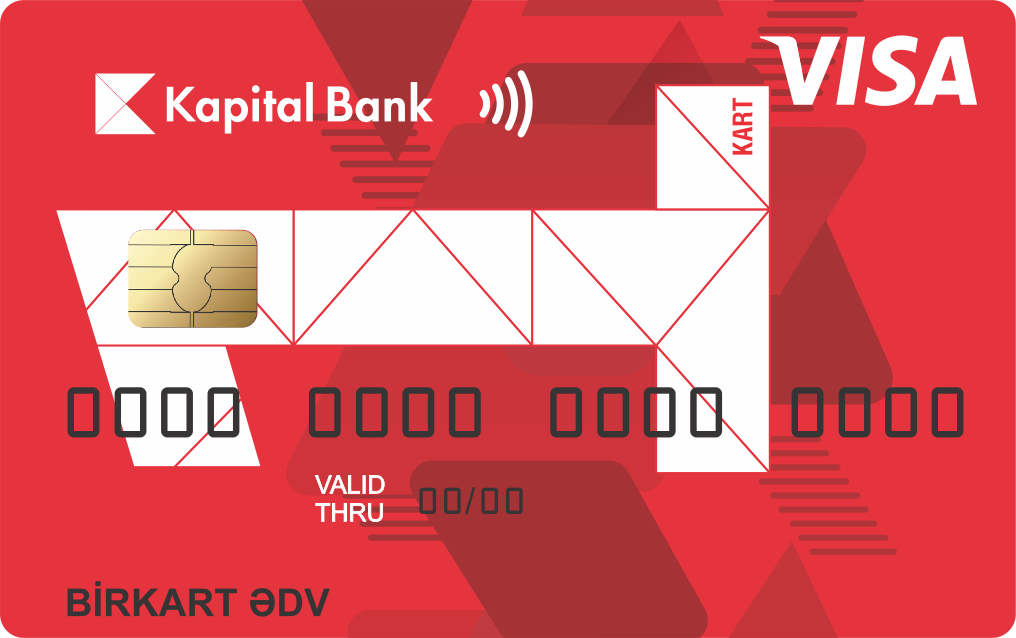 Kapital Bank
VISA
KART
0000 0000 0000 0000
VALID
THRU 00/00
BİRKART ƏDV